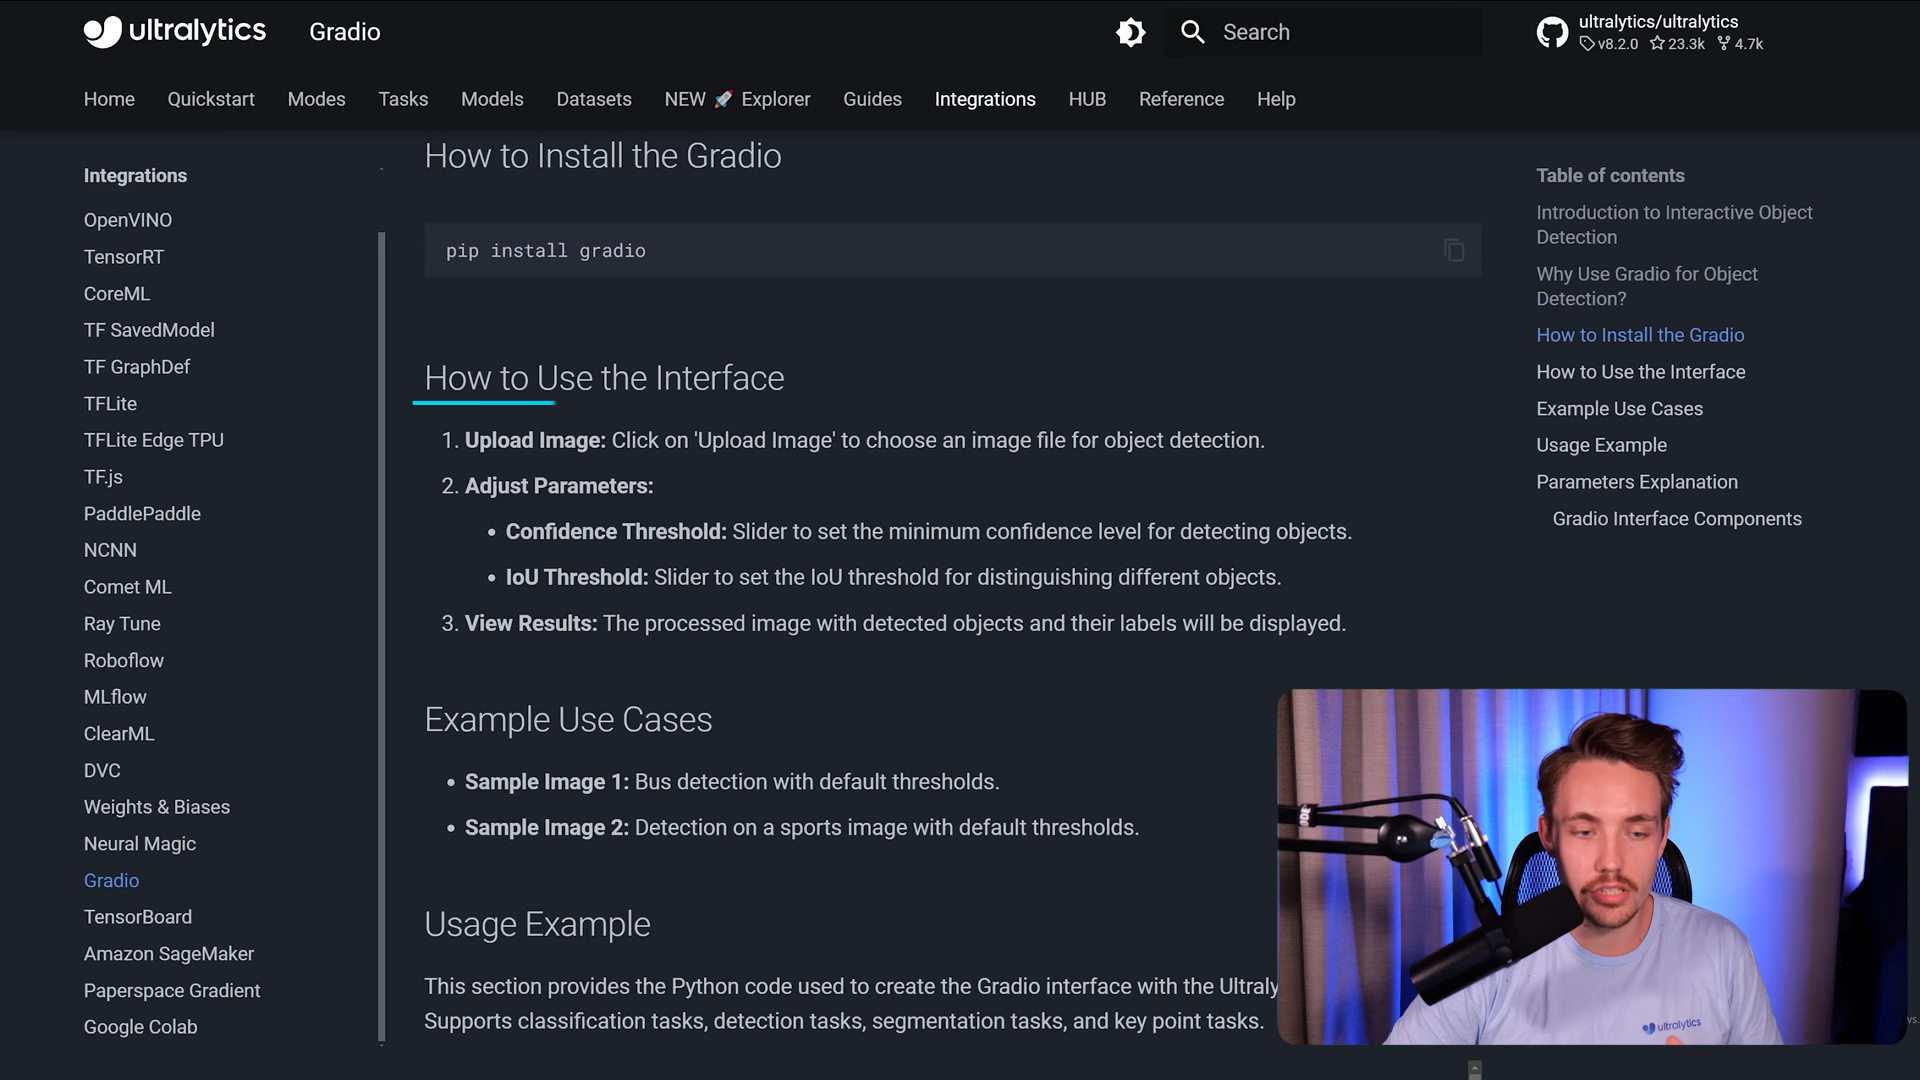 ultralytics
Gradio
Search
ultralytics/ultralytics
v8.2.0 23.3k 4.7k
Home Quickstart Modes Tasks Models Datasets NEW 🚀 Explorer Guides Integrations HUB Reference Help
Integrations
OpenVINO
TensorRT
CoreML
TF SavedModel
TF GraphDef
TFLite
TFLite Edge TPU
TF.js
PaddlePaddle
NCNN
Comet ML
Ray Tune
Roboflow
MLflow
ClearML
DVC
Weights & Biases
Neural Magic
Gradio
TensorBoard
Amazon SageMaker
Paperspace Gradient
Google Colab
How to Install the Gradio
pip install gradio
How to Use the Interface
1. Upload Image: Click on 'Upload Image' to choose an image file for object detection.
2. Adjust Parameters:
• Confidence Threshold: Slider to set the minimum confidence level for detecting objects.
• IoU Threshold: Slider to set the IoU threshold for distinguishing different objects.
3. View Results: The processed image with detected objects and their labels will be displayed.
Example Use Cases
• Sample Image 1: Bus detection with default thresholds.
• Sample Image 2: Detection on a sports image with default thresholds.
Usage Example
This section provides the Python code used to create the Gradio interface with the Ultraly
Supports classification tasks, detection tasks, segmentation tasks, and key point tasks.
Table of contents
Introduction to Interactive Object
Detection
Why Use Gradio for Object
Detection?
How to Install the Gradio
How to Use the Interface
Example Use Cases
Usage Example
Parameters Explanation
Gradio Interface Components
ultralytics
vs.